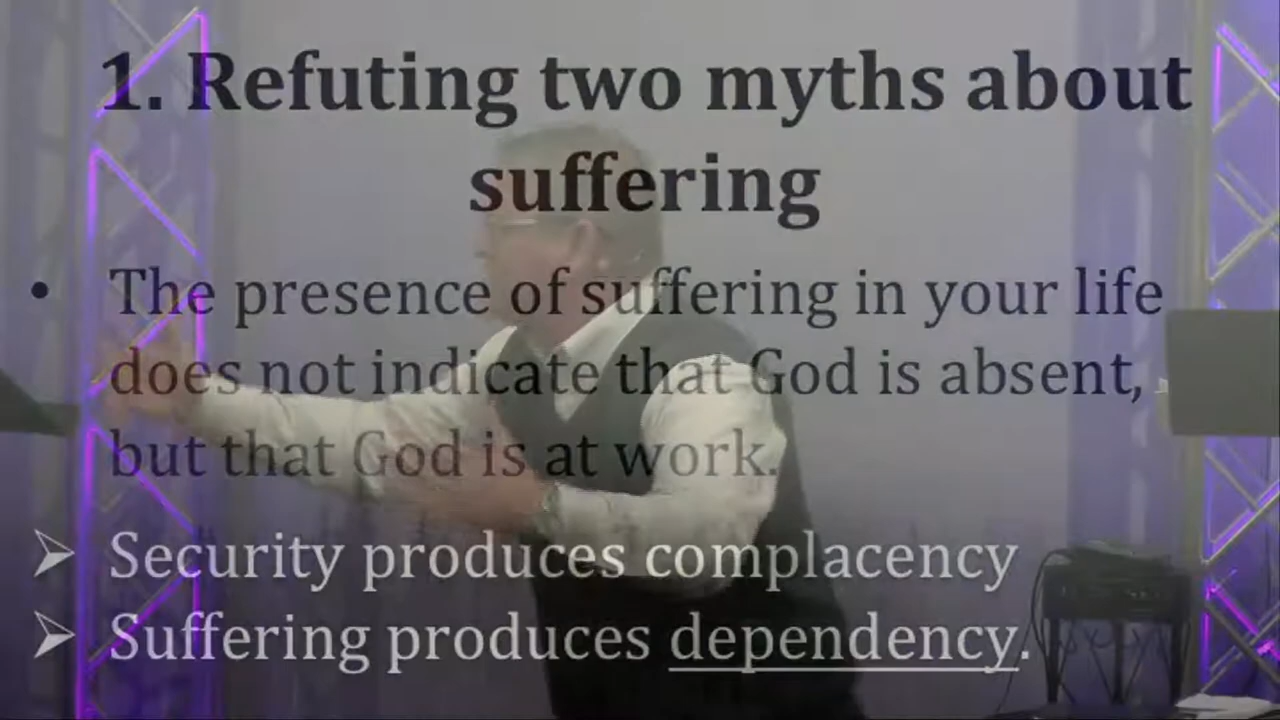 1. Refuting two myths about
suffering
• The presence of suffering in your life
does not indicate that God is absent,
but that God is at work.
➢ Security produces complacency
➢ Suffering produces dependency.